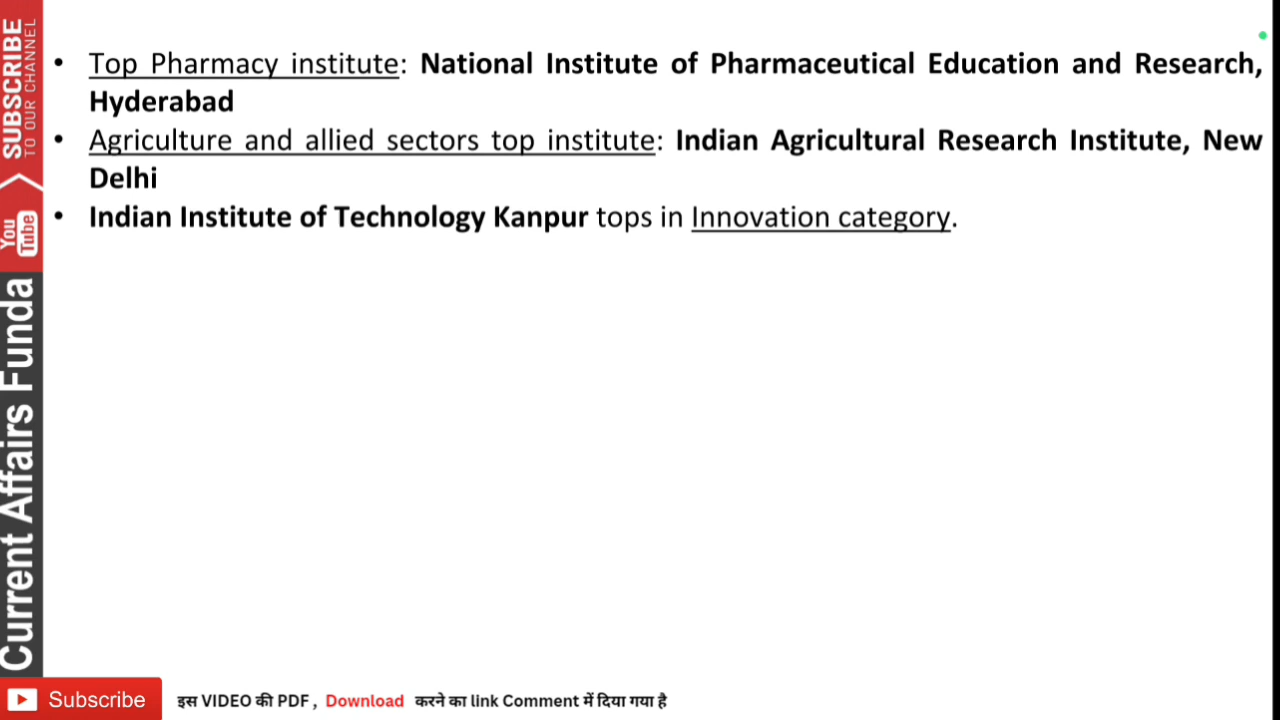 • Top Pharmacy institute: National Institute of Pharmaceutical Education and Research,
Hyderabad
• Agriculture and allied sectors top institute: Indian Agricultural Research Institute, New
Delhi
• Indian Institute of Technology Kanpur tops in Innovation category.
SUBSCRIBE
TO OUR CHANNEL
You
Tube
Current Affairs Funda
Subscribe
इस VIDEO की PDF , Download करने का link Comment में दिया गया है